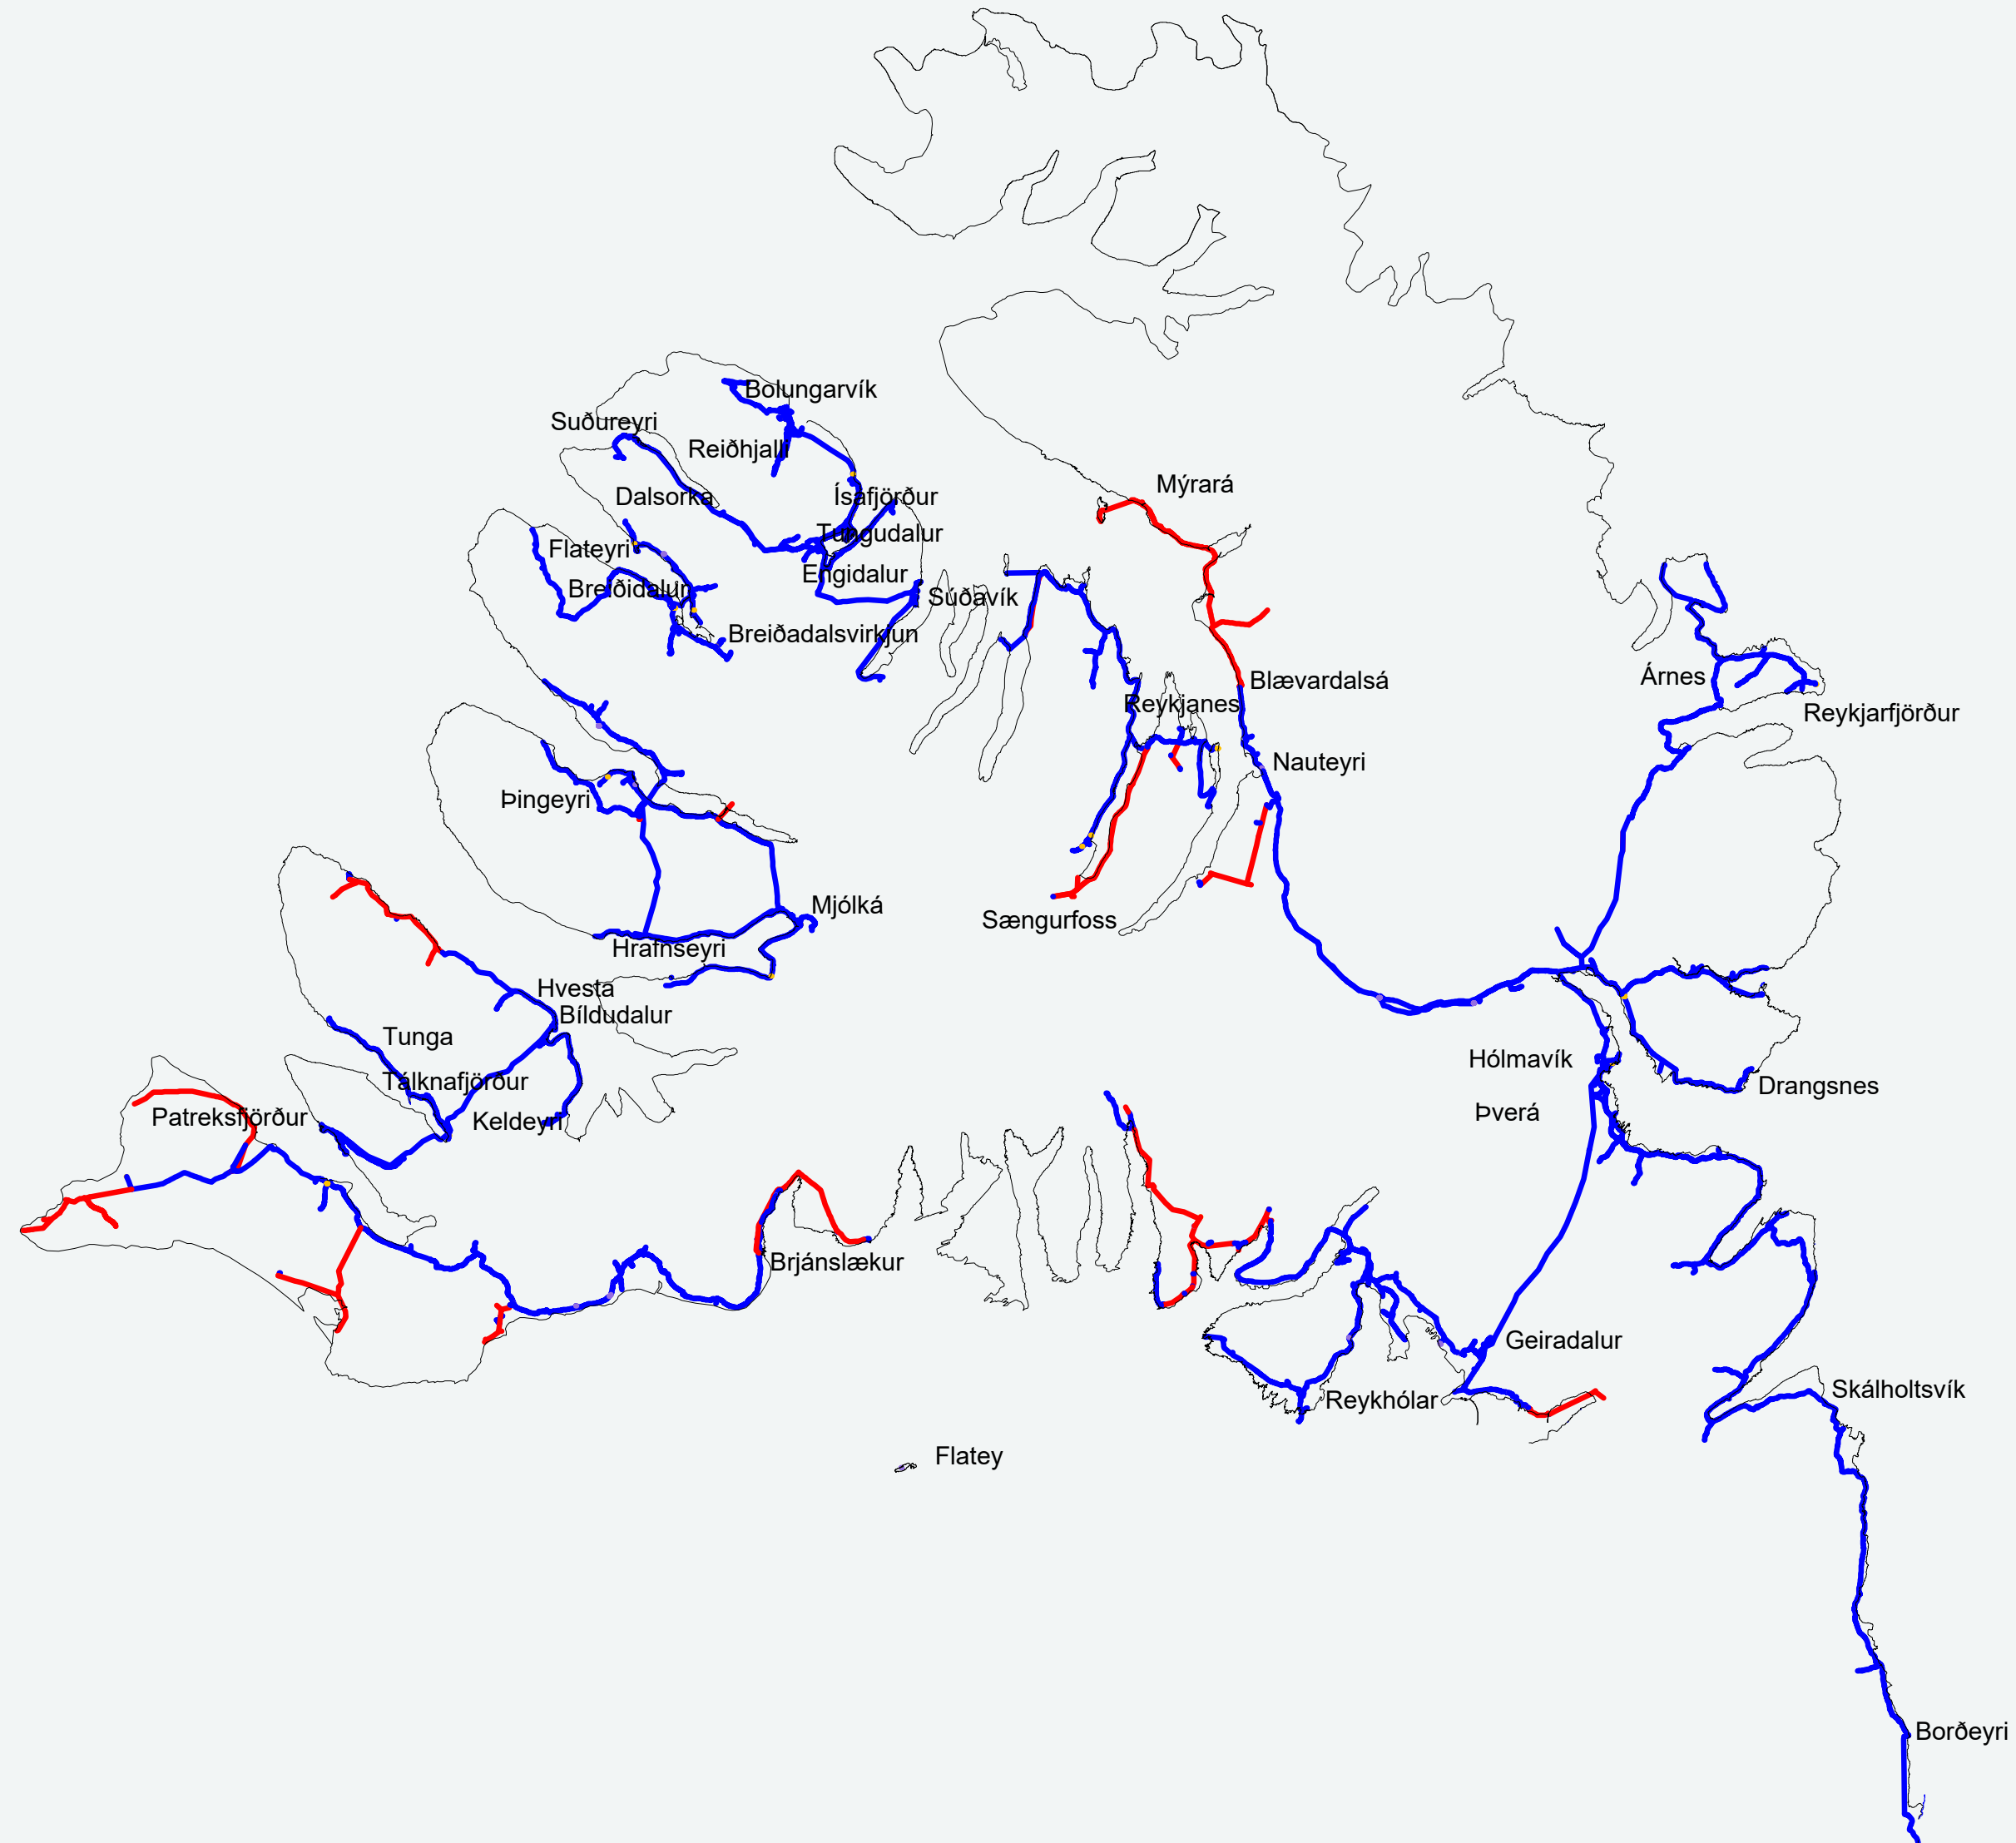 Bolungarvík
Suðureyri
Reiðhjalli
Mýrará
Dalsorka
Ísafjörður
Tungudalur
Flateyri
Engidalur
Breiðidalur
Súðavík
Breiðadalsvirkjun
Árnes
Blævardalsá
Reykjanes
Reykjarfjörður
Nauteyri
Þingeyri
Mjólká
Sængurfoss
Hrafnseyri
Hvesta
Bíldudalur
Tunga
Hólmavík
Tálknafjörður
Drangsnes
Þverá
Patreksfjörður
Keldeyri
Brjánslækur
Geiradalur
Skálholtsvík
Reykhólar
Flatey
Borðeyri